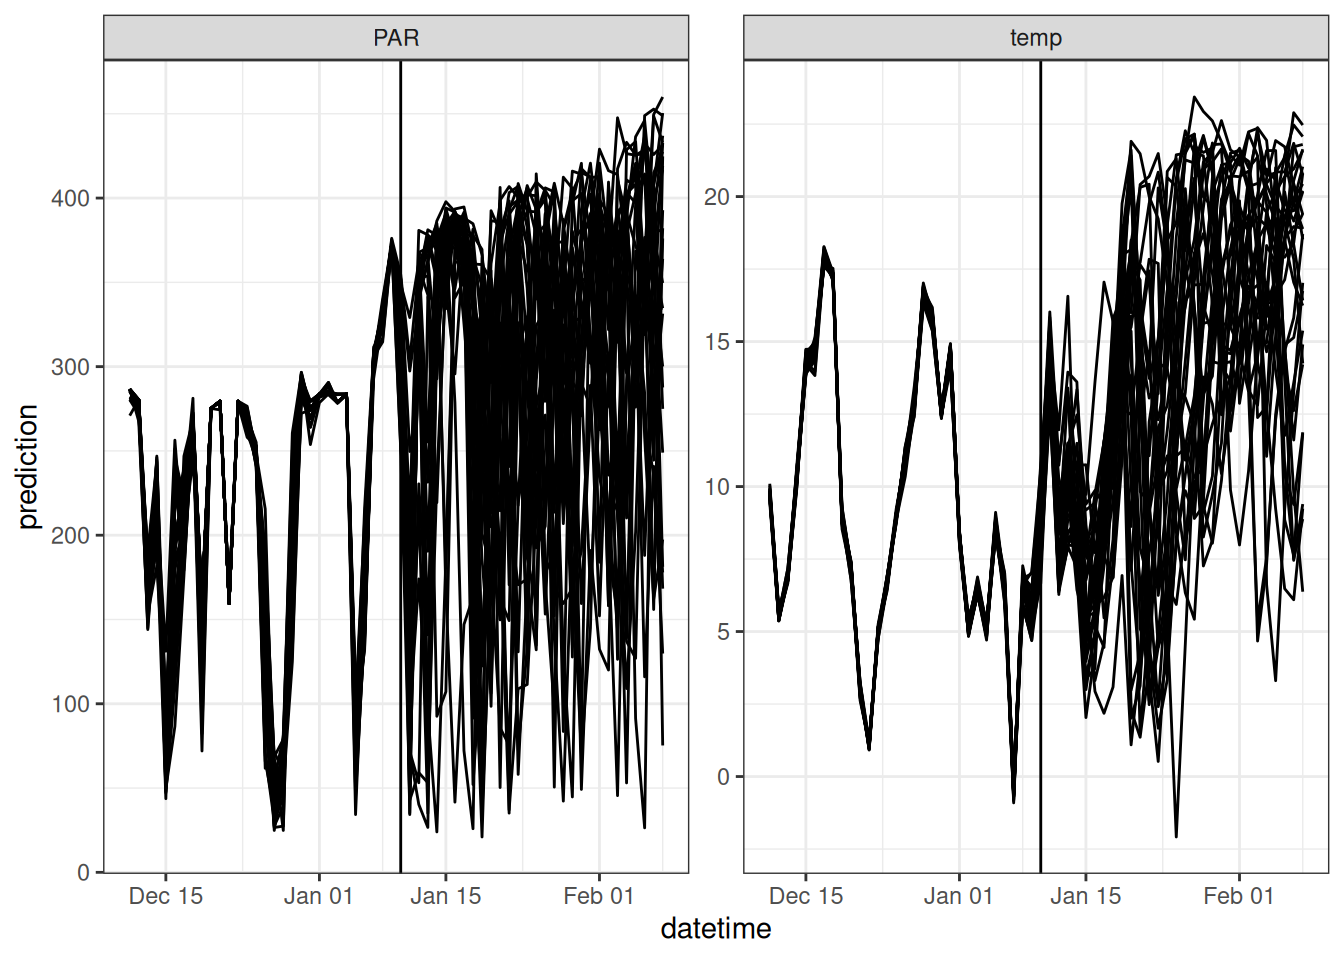 PAR
temp
prediction
400
300
200
100
0
20
15
10
5
0
Dec 15
Jan 01
Jan 15
Feb 01
Dec 15
Jan 01
Jan 15
Feb 01
datetime